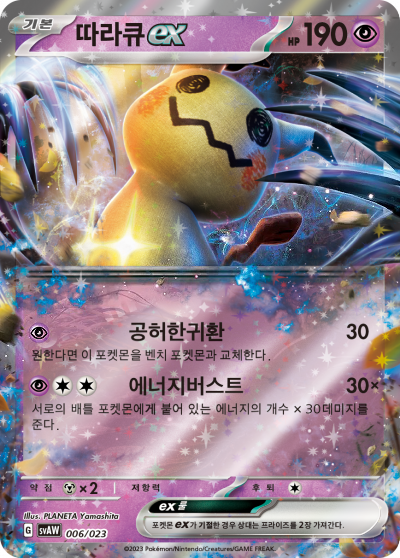 기본
따라큐 ex
HP 190
공허한귀환 30
원한다면 이 포켓몬을 벤치 포켓몬과 교체한다.
에너지버스트 30×
서로의 배틀 포켓몬에게 붙어 있는 에너지의 개수 × 30데미지를
준다.
약점 ×2 저항력 후퇴
Illus. PLANETA Yamashita
ex 룰
G svAW 006/023
포켓몬 ex가 기절한 경우 상대는 프라이즈를 2장 가져간다.
©2023 Pokémon/Nintendo/Creatures/GAME FREAK.